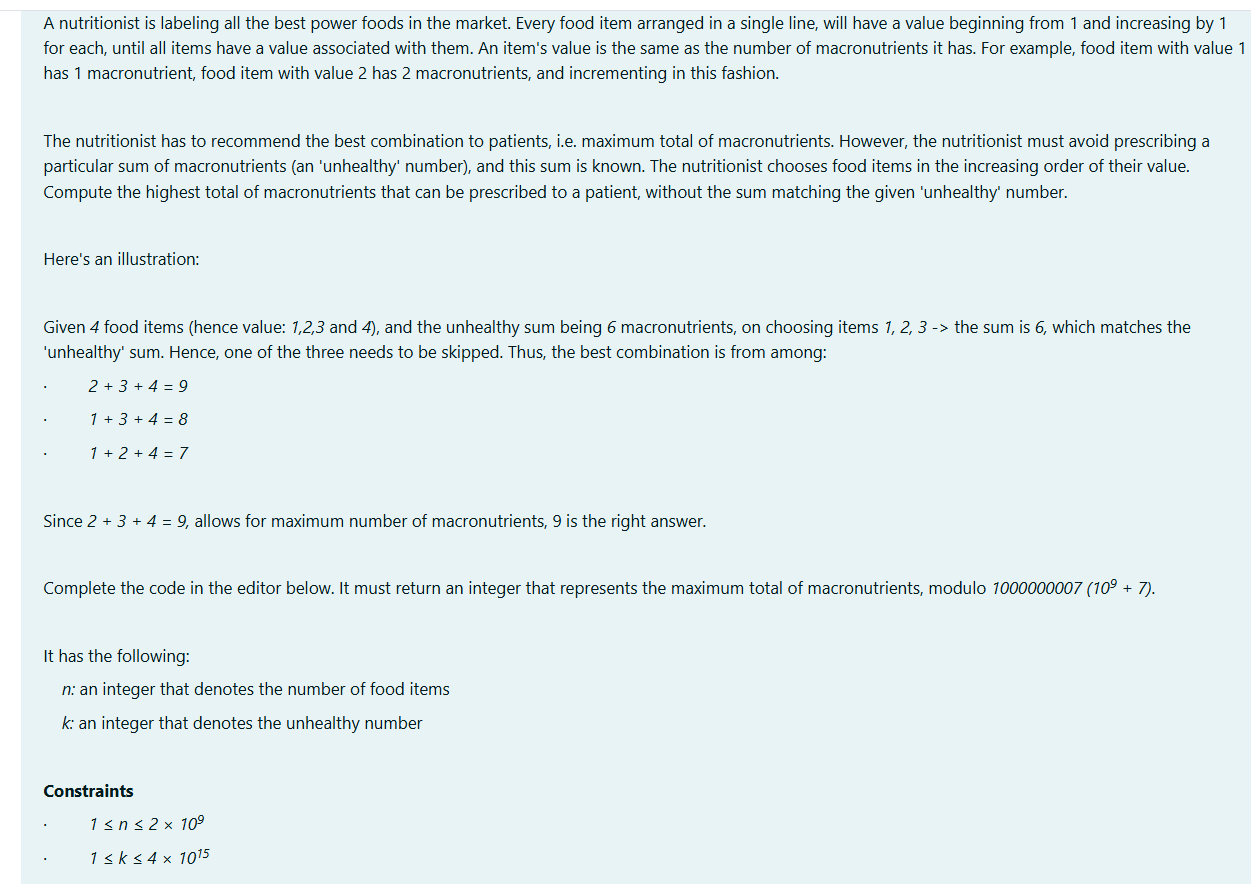 A nutritionist is labeling all the best power foods in the market. Every food item arranged in a single line, will have a value beginning from 1 and increasing by 1
for each, until all items have a value associated with them. An item's value is the same as the number of macronutrients it has. For example, food item with value 1
has 1 macronutrient, food item with value 2 has 2 macronutrients, and incrementing in this fashion.
The nutritionist has to recommend the best combination to patients, i.e. maximum total of macronutrients. However, the nutritionist must avoid prescribing a
particular sum of macronutrients (an 'unhealthy' number), and this sum is known. The nutritionist chooses food items in the increasing order of their value.
Compute the highest total of macronutrients that can be prescribed to a patient, without the sum matching the given 'unhealthy' number.
Here's an illustration:
Given 4 food items (hence value: 1,2,3 and 4), and the unhealthy sum being 6 macronutrients, on choosing items 1, 2, 3 -> the sum is 6, which matches the
'unhealthy' sum. Hence, one of the three needs to be skipped. Thus, the best combination is from among:
· 2 + 3 + 4 = 9
· 1 + 3 + 4 = 8
· 1 + 2 + 4 = 7
Since 2 + 3 + 4 = 9, allows for maximum number of macronutrients, 9 is the right answer.
Complete the code in the editor below. It must return an integer that represents the maximum total of macronutrients, modulo 1000000007 (10⁹ + 7).
It has the following:
n: an integer that denotes the number of food items
k: an integer that denotes the unhealthy number
Constraints
· 1 ≤ n ≤ 2 × 10⁹
· 1 ≤ k ≤ 4 × 10¹⁵